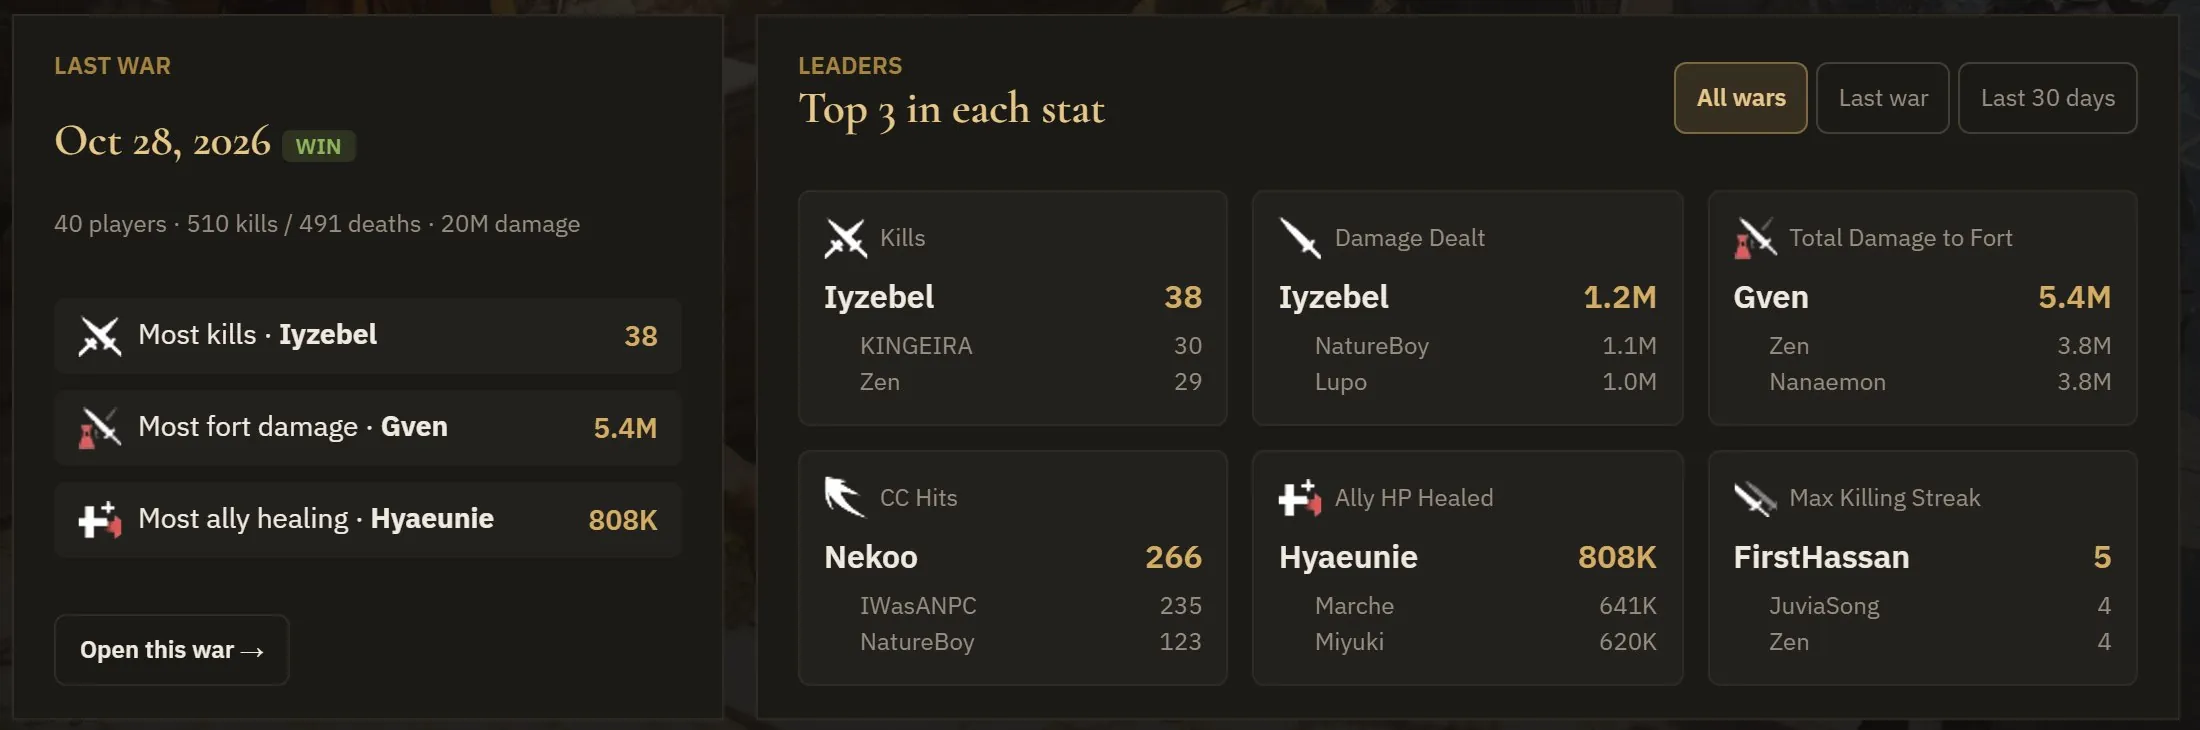 LAST WAR
Oct 28, 2026 WIN
40 players · 510 kills / 491 deaths · 20M damage
Most kills · Iyzebel 38
Most fort damage · Gven 5.4M
Most ally healing · Hyaeunie 808K
Open this war →
LEADERS
Top 3 in each stat
All wars
Last war
Last 30 days
Kills
Iyzebel 38
KINGEIRA 30
Zen 29
Damage Dealt
Iyzebel 1.2M
NatureBoy 1.1M
Lupo 1.0M
Total Damage to Fort
Gven 5.4M
Zen 3.8M
Nanaemon 3.8M
CC Hits
Nekoo 266
IWasANPC 235
NatureBoy 123
Ally HP Healed
Hyaeunie 808K
Marche 641K
Miyuki 620K
Max Killing Streak
FirstHassan 5
JuviaSong 4
Zen 4